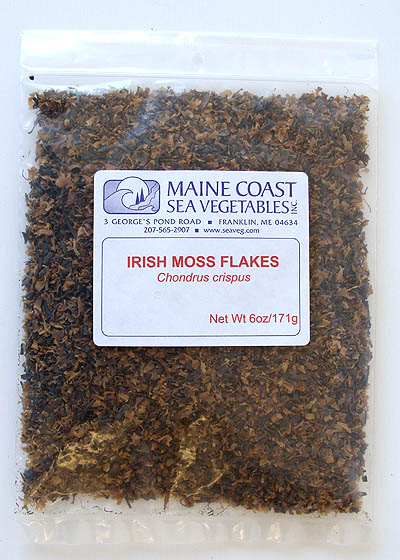 MAINE COAST
SEA VEGETABLES INC.
3 GEORGE'S POND ROAD ■ FRANKLIN, ME 04634
207-565-2907 ■ www.seaveg.com
IRISH MOSS FLAKES
Chondrus crispus
Net Wt 6oz/171g